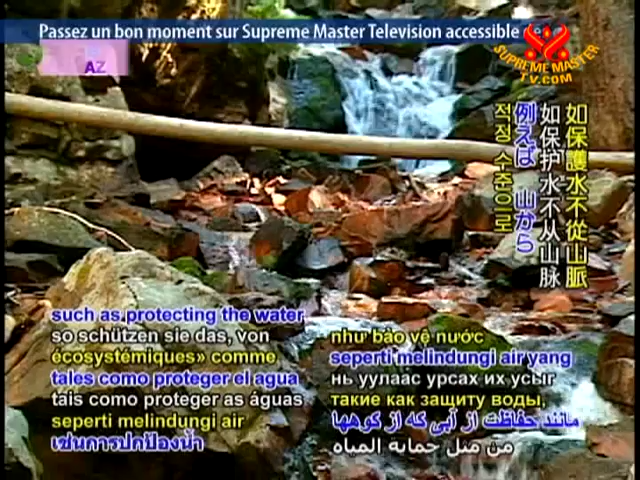 Passez un bon moment sur Supreme Master Television accessible
SUPREME MASTER
TV.COM
AZ
如保護水不從山脈
如保护水不从山脉
例えば 山から
적정 수준으로
such as protecting the water
so schützen sie das, von
écosystémiques» comme
tales como proteger el agua
tais como proteger as águas
seperti melindungi air
เช่นการปกป้องน้ำ
như bảo vệ nước
seperti melindungi air yang
нь уулаас урсах их усыг
такие как защиту воды,
مانند حفاظت از آبی که از کوهها
من مثل حماية المياه